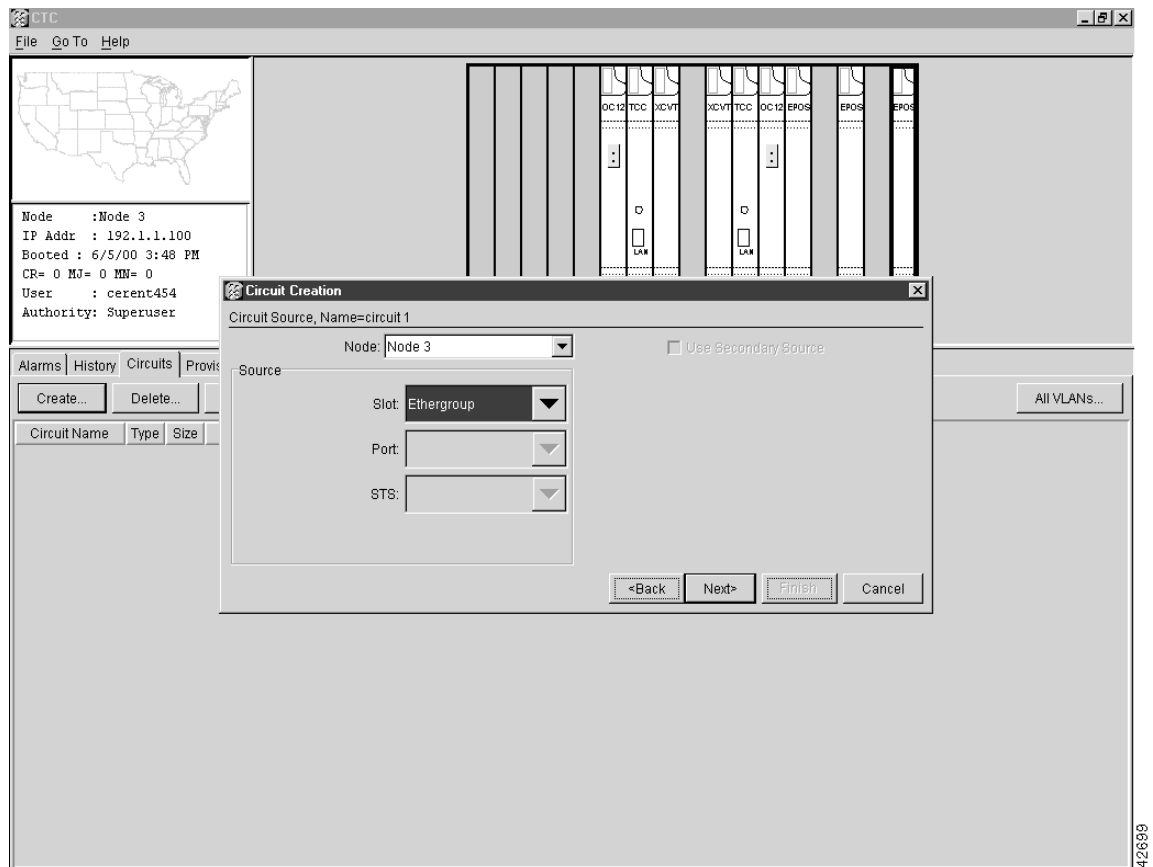 CTC
File Go To Help
OC12 TCC XCVT XCVT TCC OC12 EPOS EPOS EPOS
LAN LAN
Node :Node 3
IP Addr : 192.1.1.100
Booted : 6/5/00 3:48 PM
CR= 0 MJ= 0 MN= 0
User : cerent454
Authority: Superuser
Circuit Creation
Circuit Source, Name=circuit 1
Node: Node 3
Use Secondary Source
Source
Slot: Ethergroup
Port:
STS:
<Back Next> Finish Cancel
Alarms History Circuits Provis
Create... Delete... All VLANs...
Circuit Name Type Size
42699